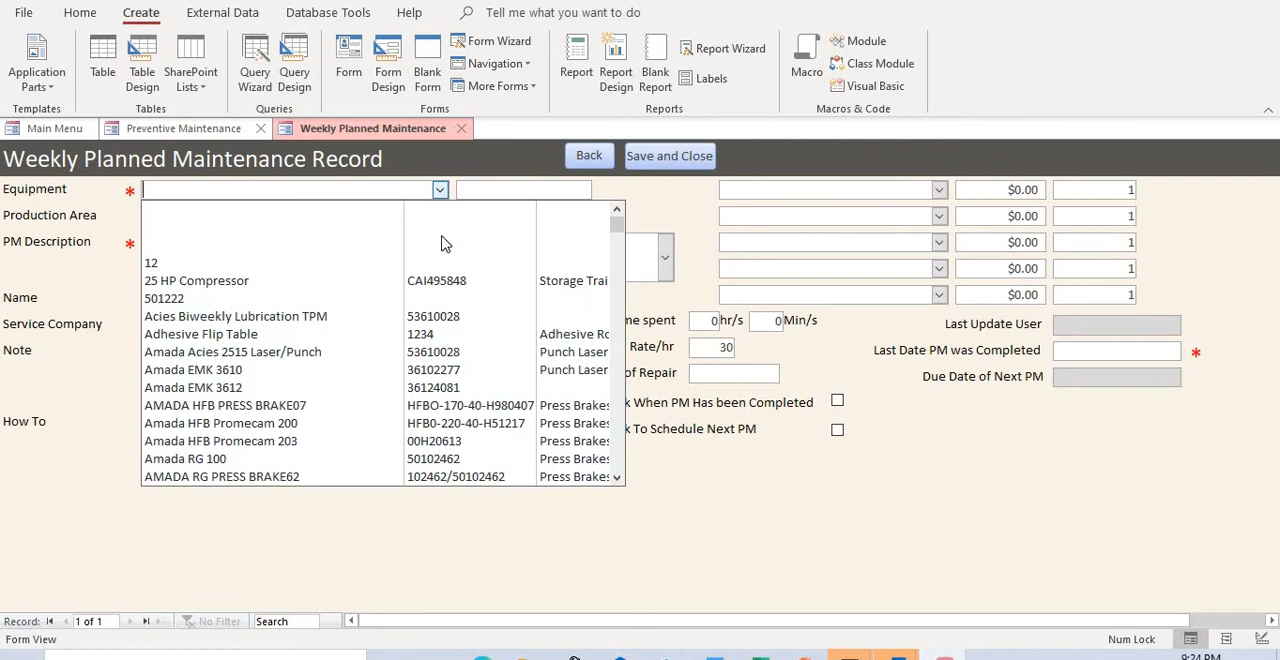 File Home Create External Data Database Tools Help Tell me what you want to do
Application Parts Table Table Design SharePoint Lists Query Wizard Query Design Form Form Design Blank Form Form Wizard Navigation More Forms Report Report Design Blank Report Report Wizard Labels Macro Module Class Module Visual Basic
Templates Tables Queries Forms Reports Macros & Code
Main Menu Preventive Maintenance Weekly Planned Maintenance
Weekly Planned Maintenance Record Back Save and Close
Equipment * $0.00 1
Production Area $0.00 1
PM Description * $0.00 1
$0.00 1
$0.00 1
12
25 HP Compressor CAI495848 Storage Trai
Name 501222
Acies Biweekly Lubrication TPM 53610028
Service Company
Adhesive Flip Table 1234 Adhesive Ro
Note
Amada Acies 2515 Laser/Punch 53610028 Punch Laser
Amada EMK 3610 36102277 Punch Laser
Amada EMK 3612 36124081
AMADA HFB PRESS BRAKE07 HFBO-170-40-H980407 Press Brakes
How To
Amada HFB Promecam 200 HFB0-220-40-H51217 Press Brakes
Amada HFB Promecam 203 00H20613 Press Brakes
Amada RG 100 50102462 Press Brakes
AMADA RG PRESS BRAKE62 102462/50102462 Press Brakes
me spent 0 hr/s 0 Min/s Last Update User
Rate/hr 30 Last Date PM was Completed *
of Repair Due Date of Next PM
k When PM Has been Completed
k To Schedule Next PM
Record: 1 of 1 No Filter Search
Form View Num Lock
9:24 PM